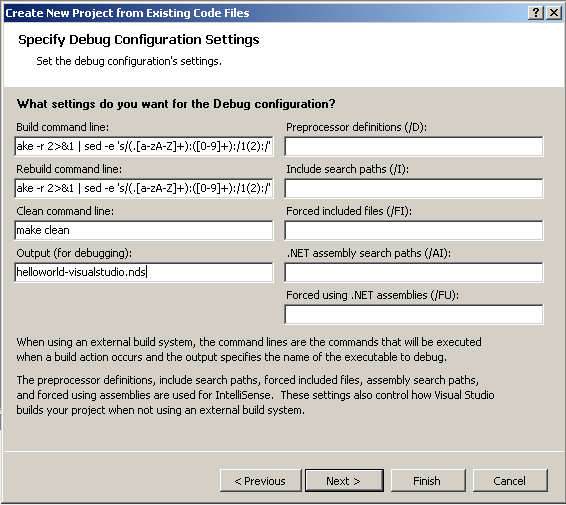 Create New Project from Existing Code Files
Specify Debug Configuration Settings
Set the debug configuration's settings.
What settings do you want for the Debug configuration?
Build command line:
ake -r 2>&1 | sed -e 's/(.[a-zA-Z]+):([0-9]+):/1(2):/'
Rebuild command line:
ake -r 2>&1 | sed -e 's/(.[a-zA-Z]+):([0-9]+):/1(2):/'
Clean command line:
make clean
Output (for debugging):
helloworld-visualstudio.nds
Preprocessor definitions (/D):
Include search paths (/I):
Forced included files (/FI):
.NET assembly search paths (/AI):
Forced using .NET assemblies (/FU):
When using an external build system, the command lines are the commands that will be executed
when a build action occurs and the output specifies the name of the executable to debug.
The preprocessor definitions, include search paths, forced included files, assembly search paths,
and forced using assemblies are used for IntelliSense.  These settings also control how Visual Studio
builds your project when not using an external build system.
< Previous
Next >
Finish
Cancel